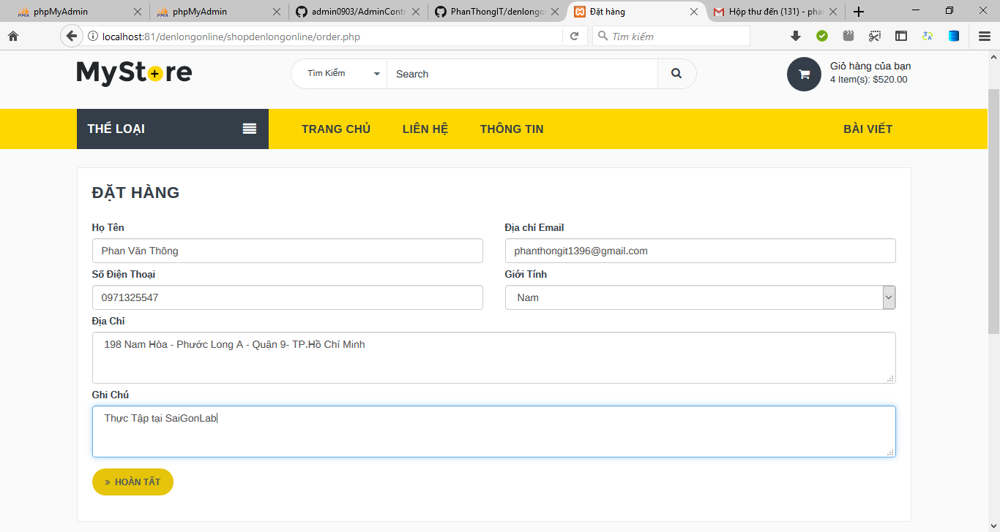 phpMyAdmin
phpMyAdmin
admin0903/AdminContr
PhanThongIT/denlongo
Đặt hàng
Hộp thư đến (131) - phan
localhost:81/denlongonline/shopdenlongonline/order.php
Tìm kiếm
MyStore
Tìm Kiếm
Search
Giỏ hàng của bạn
4 Item(s): $520.00
THỂ LOẠI
TRANG CHỦ
LIÊN HỆ
THÔNG TIN
BÀI VIẾT
ĐẶT HÀNG
Họ Tên
Địa chỉ Email
Phan Văn Thông
phanthongit1396@gmail.com
Số Điện Thoại
Giới Tính
0971325547
Nam
Địa Chỉ
198 Nam Hòa - Phước Long A - Quận 9- TP.Hồ Chí Minh
Ghi Chú
Thực Tập tại SaiGonLab
» HOÀN TẤT